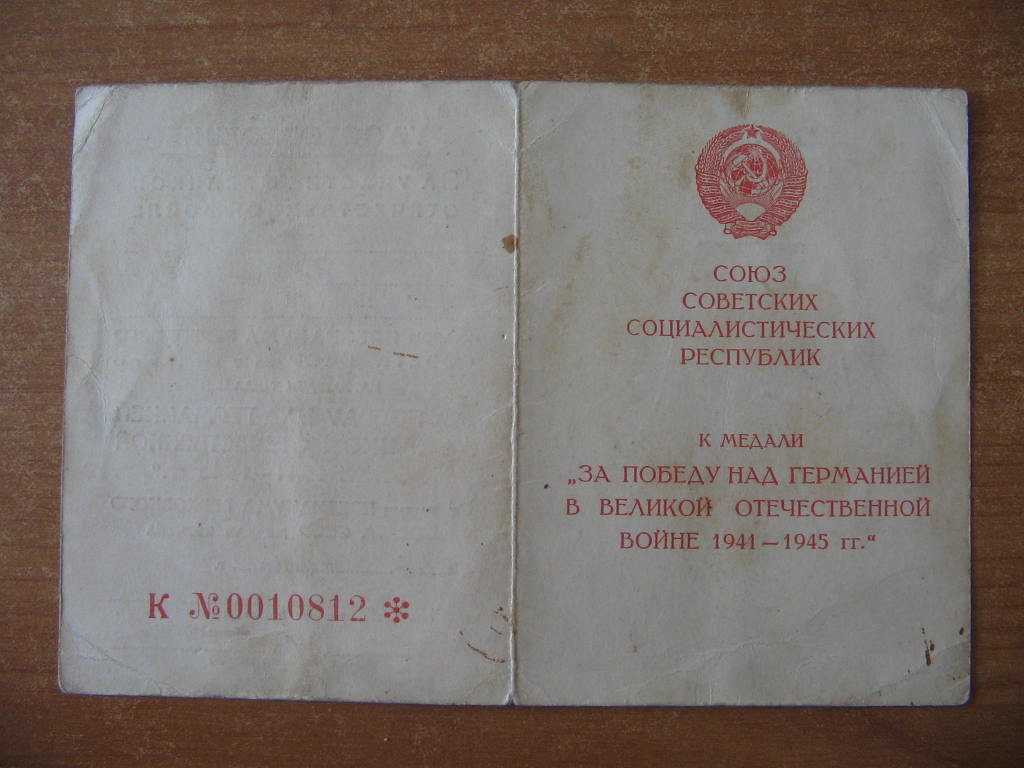 СОЮЗ
СОВЕТСКИХ
СОЦИАЛИСТИЧЕСКИХ
РЕСПУБЛИК
К МЕДАЛИ
„ЗА ПОБЕДУ НАД ГЕРМАНИЕЙ
В ВЕЛИКОЙ ОТЕЧЕСТВЕННОЙ
ВОЙНЕ 1941—1945 гг.“
К №0010812 *